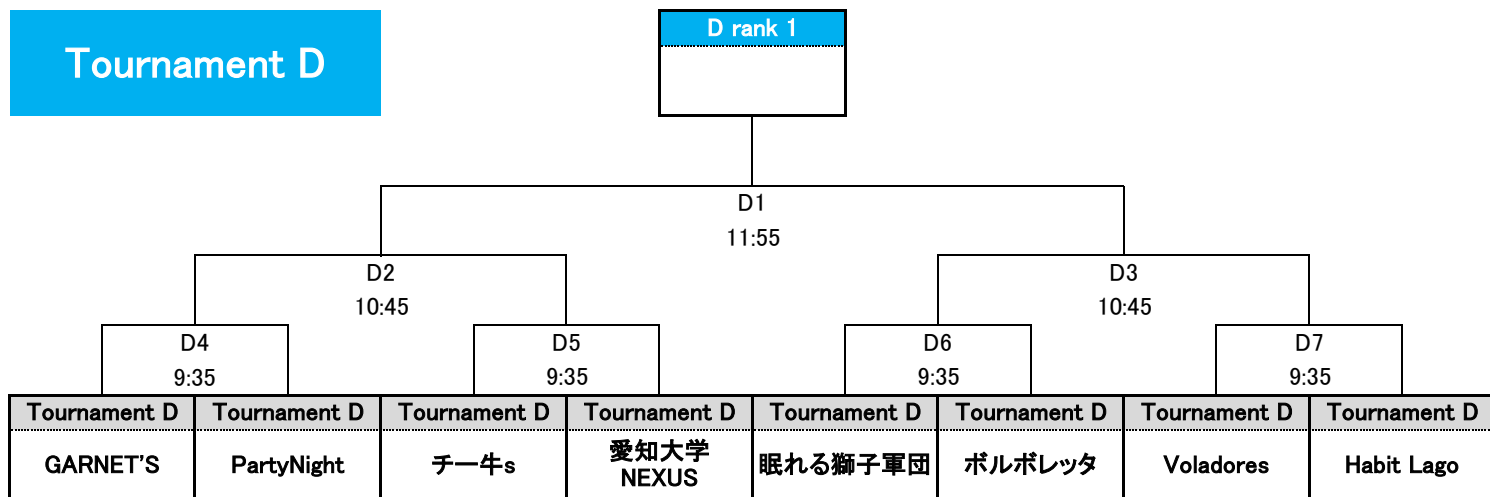 D rank 1
Tournament D
D1
11:55
D2
D3
10:45
10:45
D4
D5
D6
D7
9:35
9:35
9:35
9:35
Tournament D
Tournament D
Tournament D
Tournament D
Tournament D
Tournament D
Tournament D
Tournament D
GARNET'S
PartyNight
チー牛s
愛知大学
NEXUS
眠れる獅子軍団
ボルボレッタ
Voladores
Habit Lago